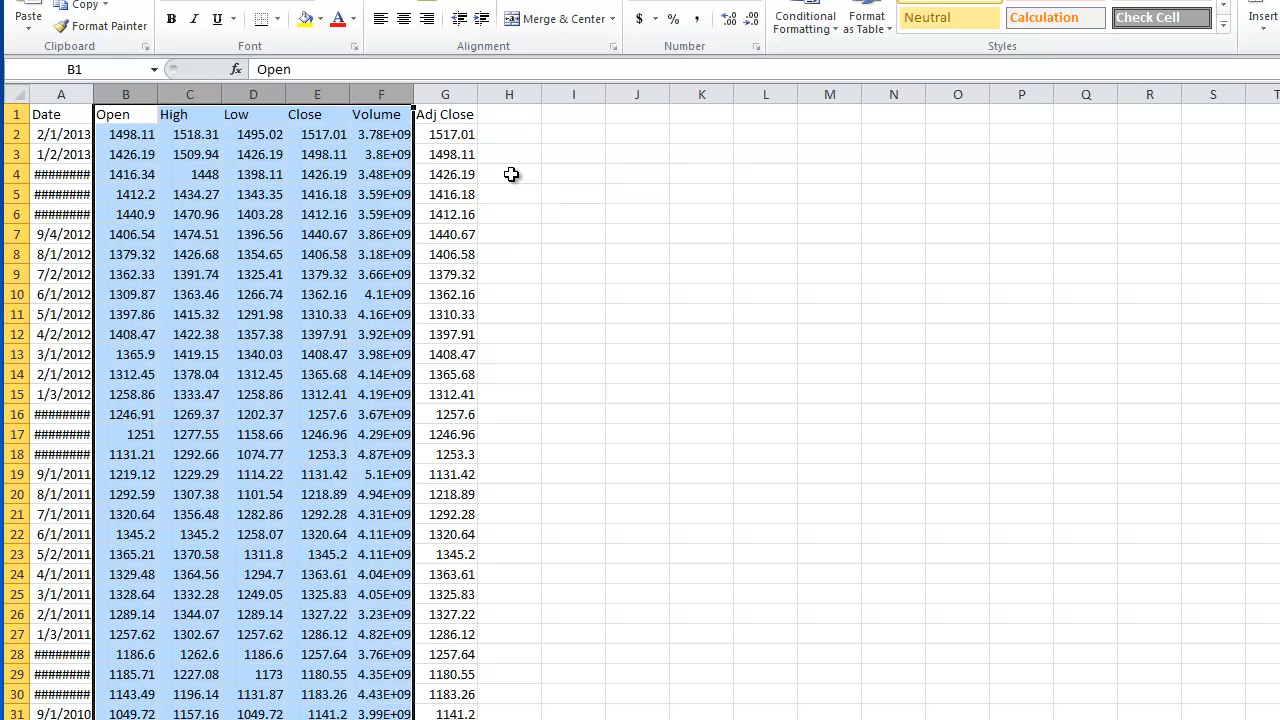 Paste
Copy
Format Painter
B I U A
Merge & Center
$ % , .0 .00 .00 .0
Conditional Formatting
Format as Table
Neutral Calculation Check Cell
Insert
Clipboard Font Alignment Number Styles
B1 fx Open
A B C D E F G H I J K L M N O P Q R S T
1 Date Open High Low Close Volume Adj Close
2 2/1/2013 1498.11 1518.31 1495.02 1517.01 3.78E+09 1517.01
3 1/2/2013 1426.19 1509.94 1426.19 1498.11 3.8E+09 1498.11
4 ######## 1416.34 1448 1398.11 1426.19 3.48E+09 1426.19
5 ######## 1412.2 1434.27 1343.35 1416.18 3.59E+09 1416.18
6 ######## 1440.9 1470.96 1403.28 1412.16 3.59E+09 1412.16
7 9/4/2012 1406.54 1474.51 1396.56 1440.67 3.86E+09 1440.67
8 8/1/2012 1379.32 1426.68 1354.65 1406.58 3.18E+09 1406.58
9 7/2/2012 1362.33 1391.74 1325.41 1379.32 3.66E+09 1379.32
10 6/1/2012 1309.87 1363.46 1266.74 1362.16 4.1E+09 1362.16
11 5/1/2012 1397.86 1415.32 1291.98 1310.33 4.16E+09 1310.33
12 4/2/2012 1408.47 1422.38 1357.38 1397.91 3.92E+09 1397.91
13 3/1/2012 1365.9 1419.15 1340.03 1408.47 3.98E+09 1408.47
14 2/1/2012 1312.45 1378.04 1312.45 1365.68 4.14E+09 1365.68
15 1/3/2012 1258.86 1333.47 1258.86 1312.41 4.19E+09 1312.41
16 ######## 1246.91 1269.37 1202.37 1257.6 3.67E+09 1257.6
17 ######## 1251 1277.55 1158.66 1246.96 4.29E+09 1246.96
18 ######## 1131.21 1292.66 1074.77 1253.3 4.87E+09 1253.3
19 9/1/2011 1219.12 1229.29 1114.22 1131.42 5.1E+09 1131.42
20 8/1/2011 1292.59 1307.38 1101.54 1218.89 4.94E+09 1218.89
21 7/1/2011 1320.64 1356.48 1282.86 1292.28 4.31E+09 1292.28
22 6/1/2011 1345.2 1345.2 1258.07 1320.64 4.11E+09 1320.64
23 5/2/2011 1365.21 1370.58 1311.8 1345.2 4.11E+09 1345.2
24 4/1/2011 1329.48 1364.56 1294.7 1363.61 4.04E+09 1363.61
25 3/1/2011 1328.64 1332.28 1249.05 1325.83 4.05E+09 1325.83
26 2/1/2011 1289.14 1344.07 1289.14 1327.22 3.23E+09 1327.22
27 1/3/2011 1257.62 1302.67 1257.62 1286.12 4.82E+09 1286.12
28 ######## 1186.6 1262.6 1186.6 1257.64 3.76E+09 1257.64
29 ######## 1185.71 1227.08 1173 1180.55 4.35E+09 1180.55
30 ######## 1143.49 1196.14 1131.87 1183.26 4.43E+09 1183.26
31 9/1/2010 1049.72 1157.16 1049.72 1141.2 3.99E+09 1141.2